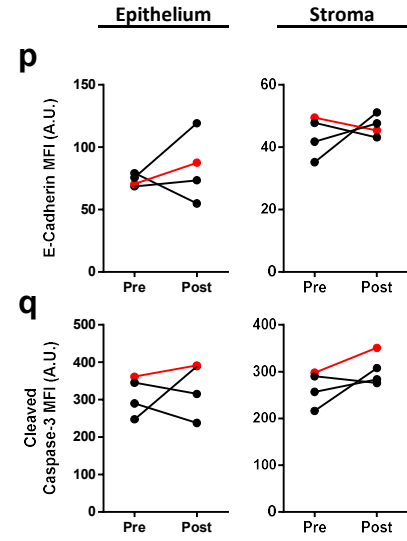 Epithelium Stroma
p
E-Cadherin MFI (A.U.)
150
100
50
0
Pre Post
60
40
20
0
Pre Post
q
Cleaved
Caspase-3 MFI (A.U.)
500
400
300
200
100
0
Pre Post
400
300
200
100
0
Pre Post